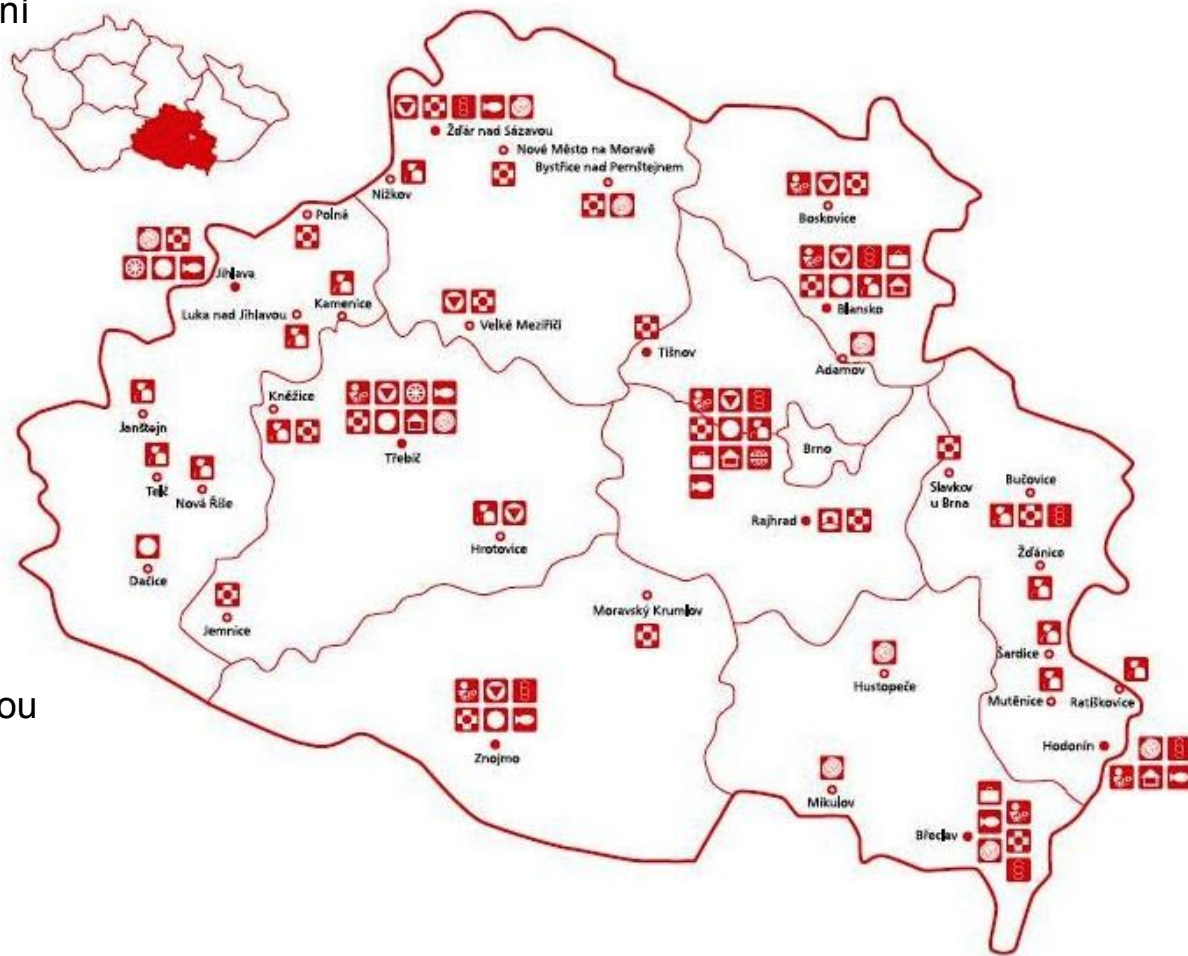 ní
Žďár nad Sázavou
Nové Město na Moravě
Bystřice nad Pernštejnem
Nížkov
Boskovice
Polná
Jihlava
Kamenice
Luka nad Jihlavou
Velké Meziříčí
Blansko
Tišnov
Adamov
Kněžice
Janštejn
Třebíč
Brno
Telč
Nová Říše
Slavkov
u Brna
Bučovice
Rajhrad
Hrotovice
Žďánice
Dačice
Moravský Krumlov
Jemnice
Šardice
Hustopeče
Mutěnice
Ratíškovice
ou
Hodonín
Znojmo
Mikulov
Břeclav